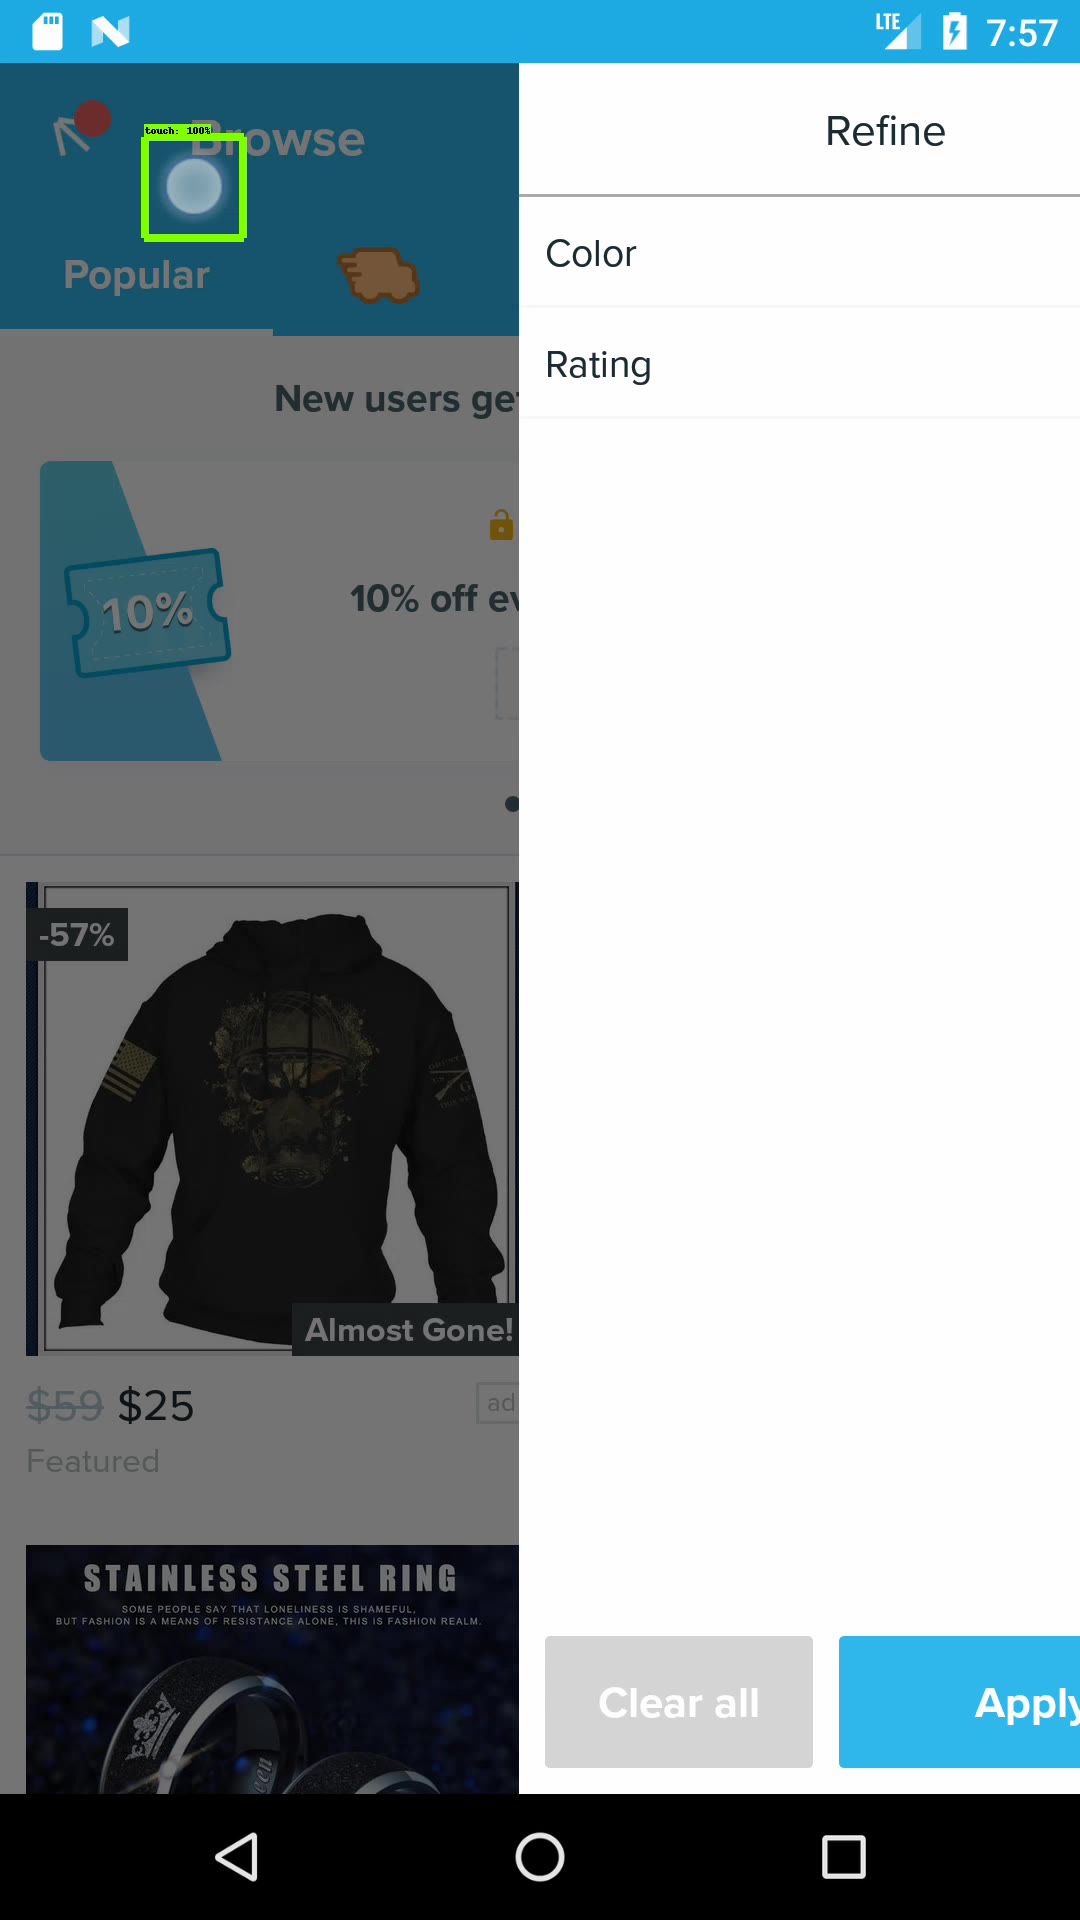 LTE 7:57
touch: 100%
Browse
Refine
Popular
Color
Rating
New users get
10%
10% off ev
-57%
Almost Gone!
$59 $25
ad
Featured
STAINLESS STEEL RING
SOME PEOPLE SAY THAT LONELINESS IS SHAMEFUL,
BUT FASHION IS A MEANS OF RESISTANCE ALONE, THIS IS FASHION REALM.
Clear all
Apply